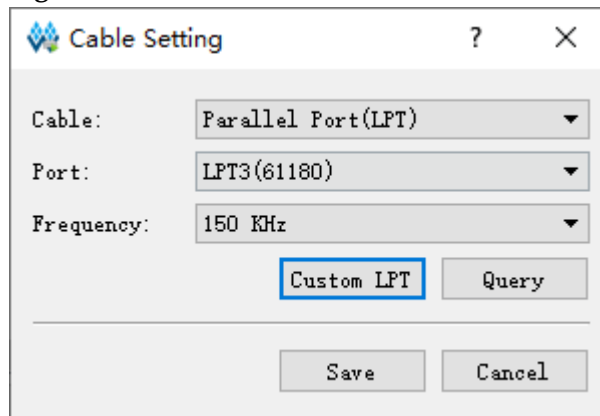 Cable Setting ?
Cable: Parallel Port(LPT)
Port: LPT3(61180)
Frequency: 150 KHz
Custom LPT Query
Save Cancel